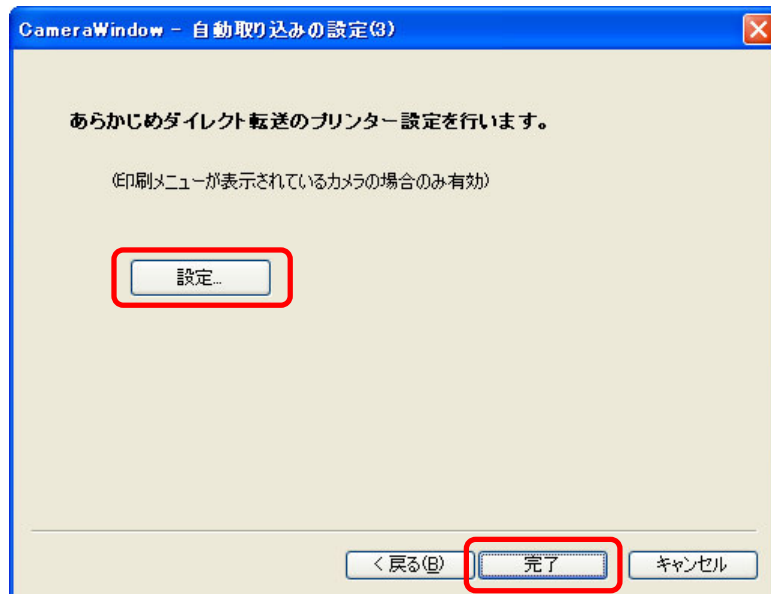 CameraWindow - 自動取り込みの設定(3)
あらかじめダイレクト転送のプリンター設定を行います。
(印刷メニューが表示されているカメラの場合のみ有効)
設定...
< 戻る(B)
完了
キャンセル